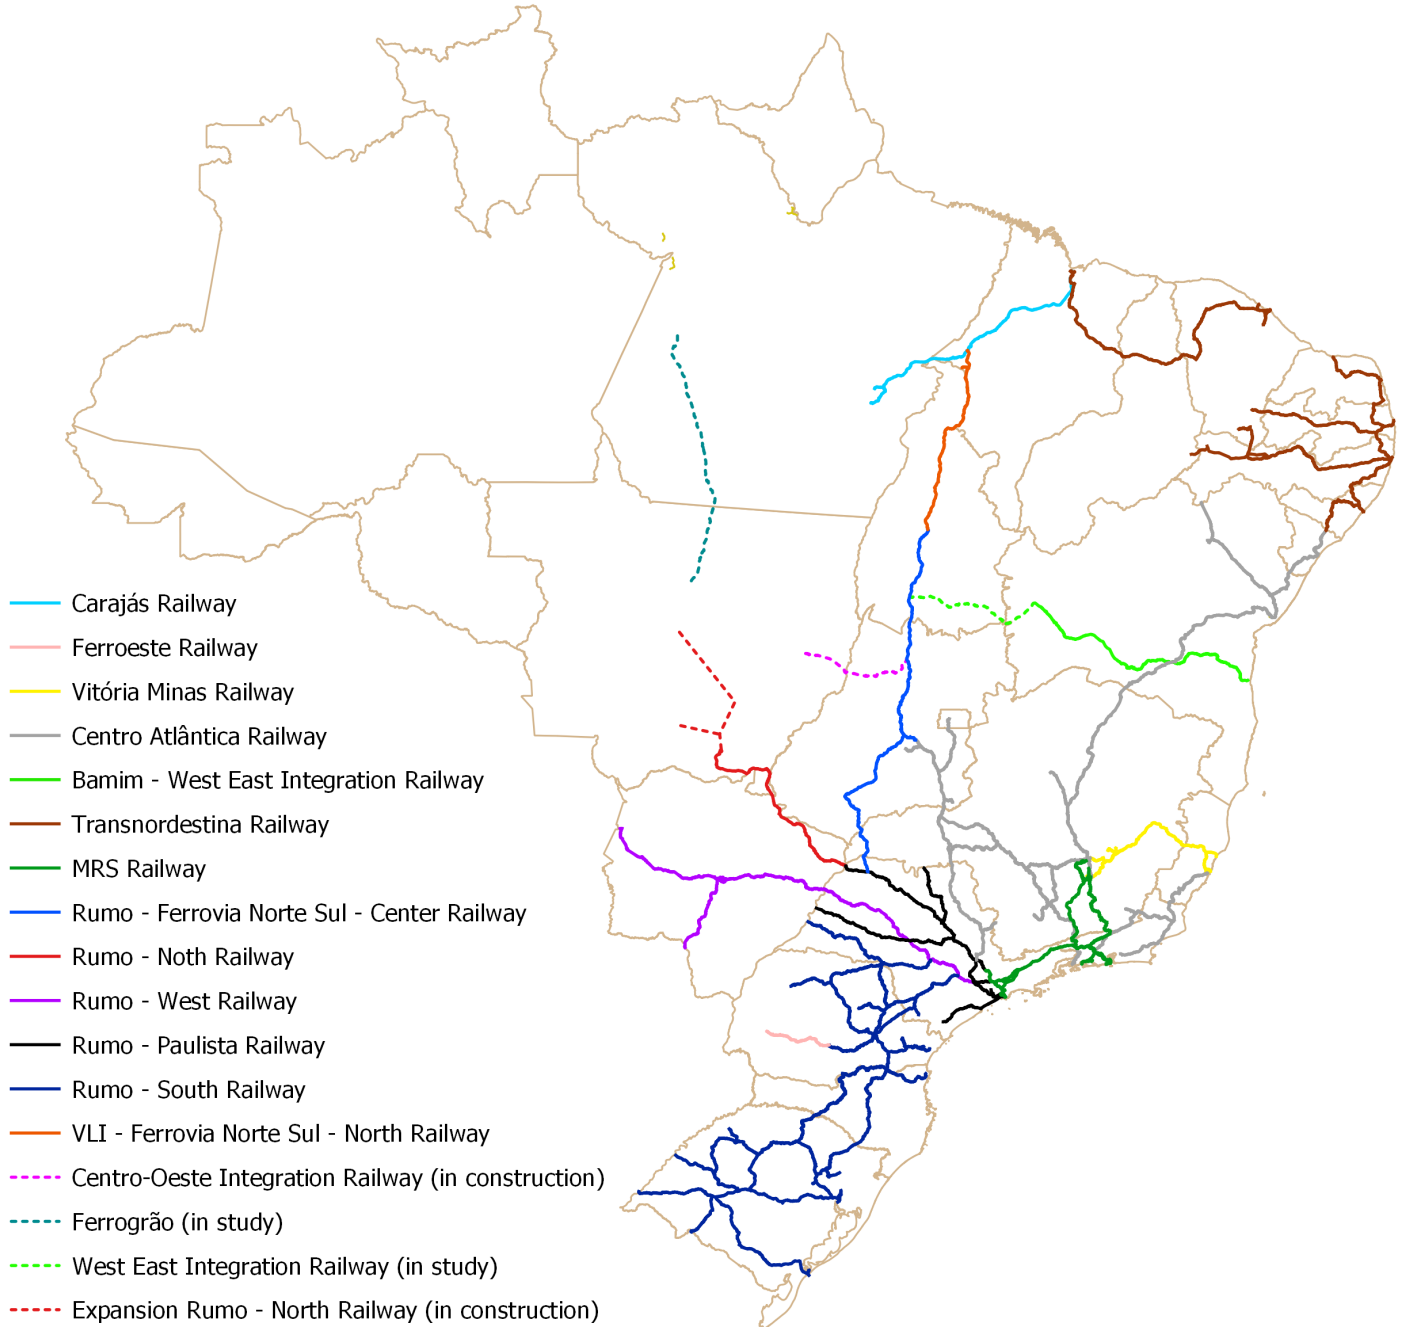 Carajás Railway
Ferroeste Railway
Vitória Minas Railway
Centro Atlântica Railway
Bamim - West East Integration Railway
Transnordestina Railway
MRS Railway
Rumo - Ferrovia Norte Sul - Center Railway
Rumo - Noth Railway
Rumo - West Railway
Rumo - Paulista Railway
Rumo - South Railway
VLI - Ferrovia Norte Sul - North Railway
Centro-Oeste Integration Railway (in construction)
Ferrogrão (in study)
West East Integration Railway (in study)
Expansion Rumo - North Railway (in construction)